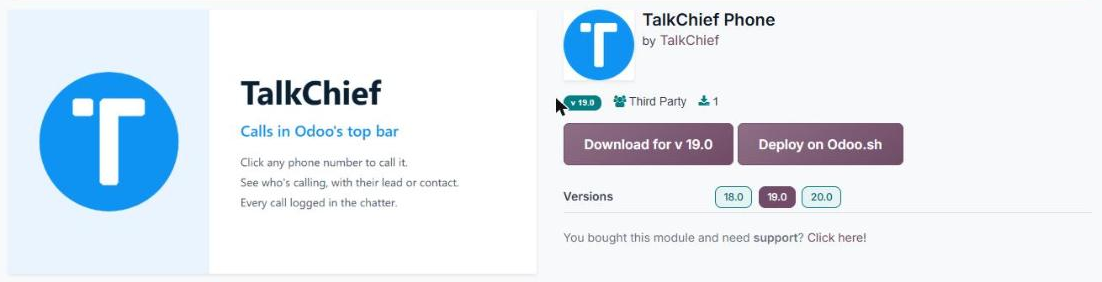 TalkChief
Calls in Odoo's top bar
Click any phone number to call it.
See who's calling, with their lead or contact.
Every call logged in the chatter.
TalkChief Phone
by TalkChief
v 19.0 Third Party 1
Download for v 19.0 Deploy on Odoo.sh
Versions 18.0 19.0 20.0
You bought this module and need support? Click here!